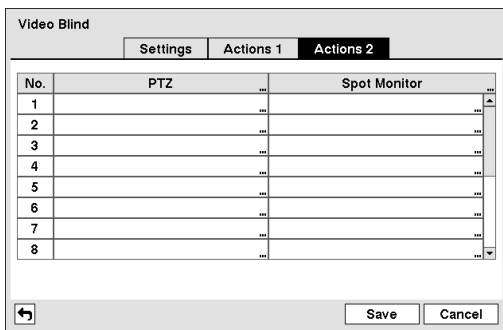 Video Blind
Settings Actions 1 Actions 2
No. PTZ ... Spot Monitor ...
1 ... ...
2 ... ...
3 ... ...
4 ... ...
5 ... ...
6 ... ...
7 ... ...
8 ... ...
Save Cancel